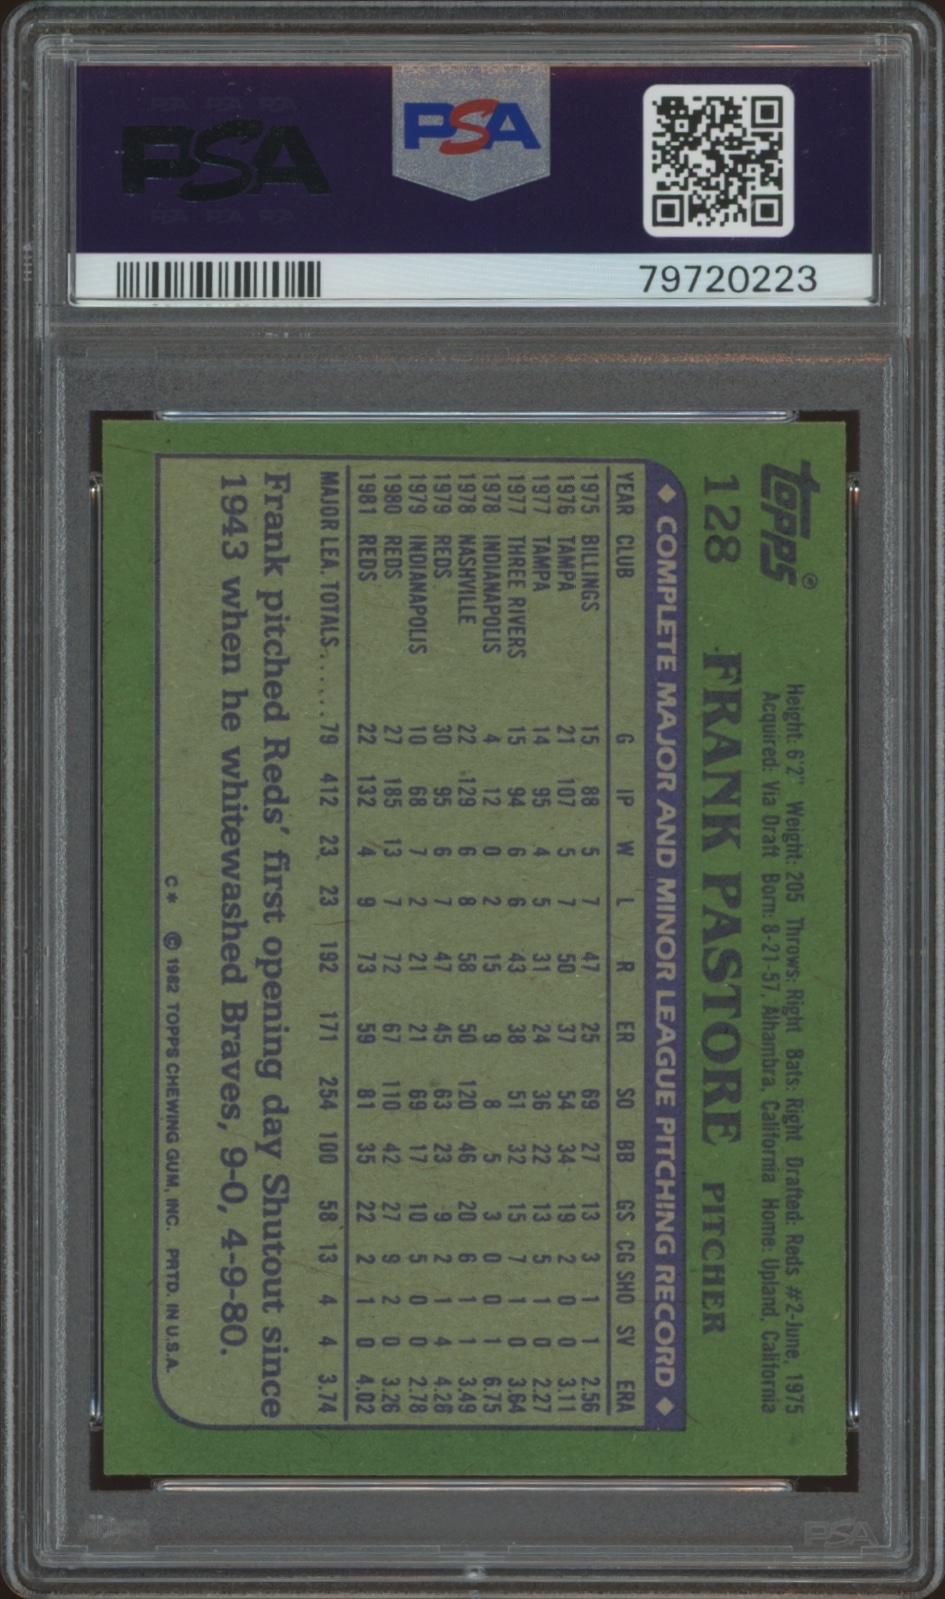 PSA
PSA
79720223
Topps®
Height: 6'2" Weight: 205 Throws: Right Bats: Right Drafted: Reds #2-June, 1975
Acquired: Via Draft Born: 8-21-57, Alhambra, California Home: Upland, California
128 FRANK PASTORE PITCHER
◆ COMPLETE MAJOR AND MINOR LEAGUE PITCHING RECORD ◆
YEAR CLUB G IP W L R ER SO BB GS CG SHO SV ERA
1975 BILLINGS 15 88 5 7 47 25 69 27 13 3 1 1 2.56
1976 TAMPA 21 107 5 7 50 37 54 34 19 2 0 0 3.11
1977 TAMPA 14 95 4 5 31 24 36 22 13 5 1 0 2.27
1977 THREE RIVERS 15 94 6 6 43 38 51 32 15 7 1 0 3.64
1978 INDIANAPOLIS 4 12 0 2 15 9 8 5 3 0 0 1 6.75
1978 NASHVILLE 22 129 6 8 58 50 120 46 20 6 1 1 3.49
1979 REDS 30 95 6 7 47 45 63 23 9 2 1 4 4.26
1979 INDIANAPOLIS 10 68 7 2 21 21 69 17 10 5 0 0 2.78
1980 REDS 27 185 13 7 72 67 110 42 27 9 2 0 3.26
1981 REDS 22 132 4 9 73 59 81 35 22 2 1 0 4.02
MAJOR LEA. TOTALS......79 412 23 23 192 171 254 100 58 13 4 4 3.74
Frank pitched Reds' first opening day Shutout since
1943 when he whitewashed Braves, 9-0, 4-9-80.
C* © 1982 TOPPS CHEWING GUM, INC. PRTD. IN U.S.A.
PSA